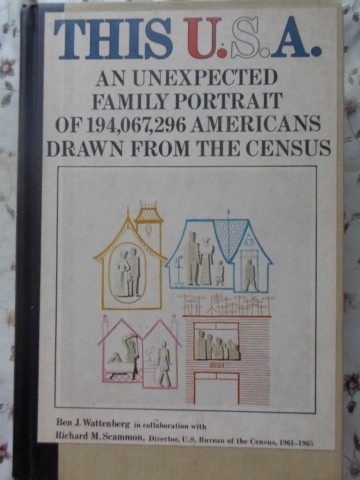 THIS U.S.A.
AN UNEXPECTED
FAMILY PORTRAIT
OF 194,067,296 AMERICANS
DRAWN FROM THE CENSUS
Ben J. Wattenberg in collaboration with
Richard M. Scammon, Director, U.S. Bureau of the Census, 1961-1965